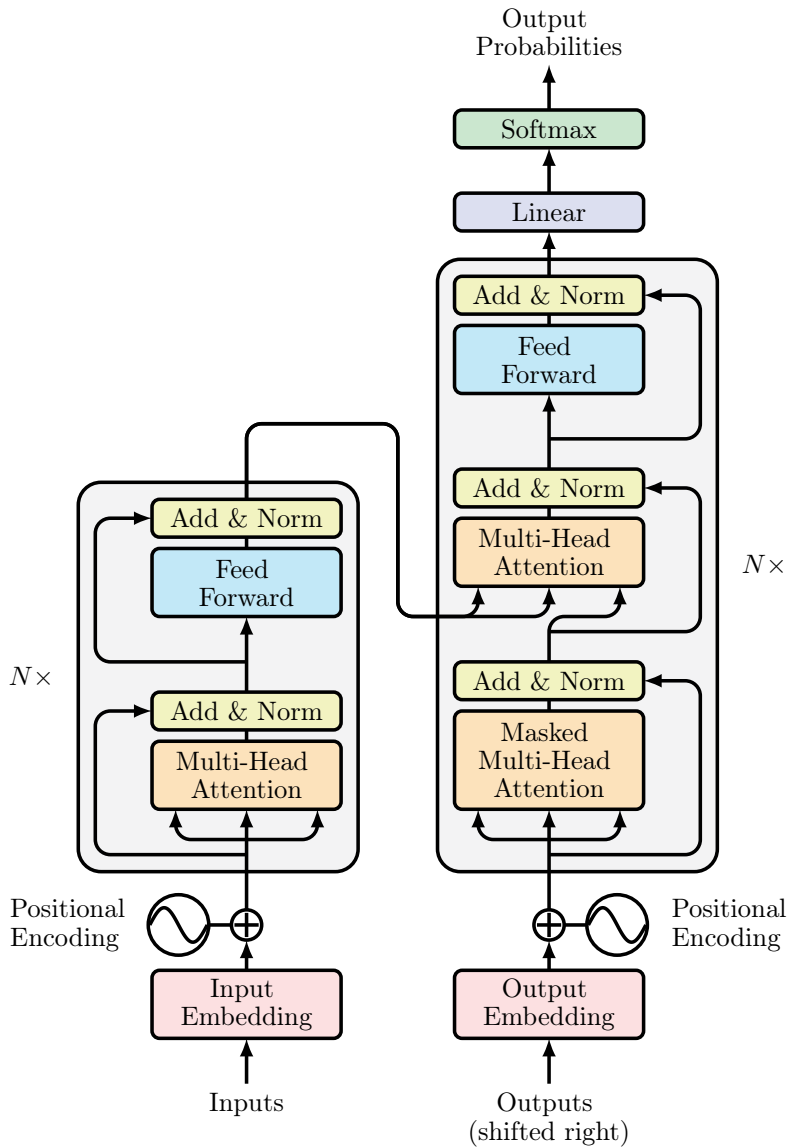 Output
Probabilities
Softmax
Linear
Add & Norm
Feed
Forward
Add & Norm
Multi-Head
Attention
N×
Add & Norm
Masked
Multi-Head
Attention
Add & Norm
Feed
Forward
N×
Add & Norm
Multi-Head
Attention
Positional
Encoding
Positional
Encoding
Input
Embedding
Output
Embedding
Inputs
Outputs
(shifted right)